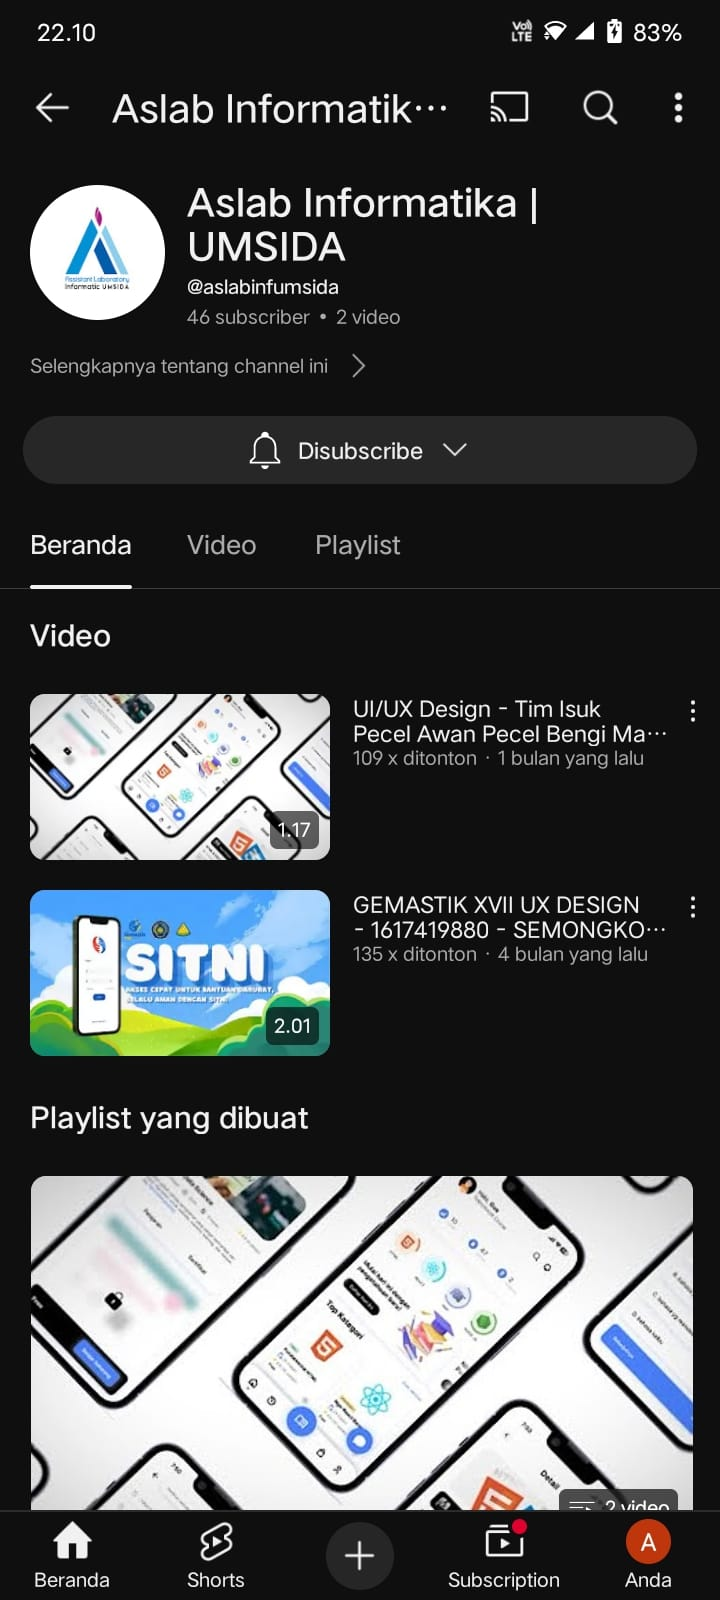 22.10
Vo))
LTE
83%
Aslab Informatik···
Aslab Informatika |
UMSIDA
Assistant Laboratory
Informatic UMSIDA
@aslabinfumsida
46 subscriber • 2 video
Selengkapnya tentang channel ini
Disubscribe
Beranda
Video
Playlist
Video
UI/UX Design - Tim Isuk
Pecel Awan Pecel Bengi Ma···
109 x ditonton · 1 bulan yang lalu
1.17
GEMASTIK XVII UX DESIGN
- 1617419880 - SEMONGKO···
135 x ditonton · 4 bulan yang lalu
SITNI
AKSES CEPAT UNTUK BANTUAN DARURAT,
SELALU AMAN DENGAN SITNI
2.01
Playlist yang dibuat
Top Kategori
Detail
2 video
Beranda
Shorts
Subscription
A
Anda